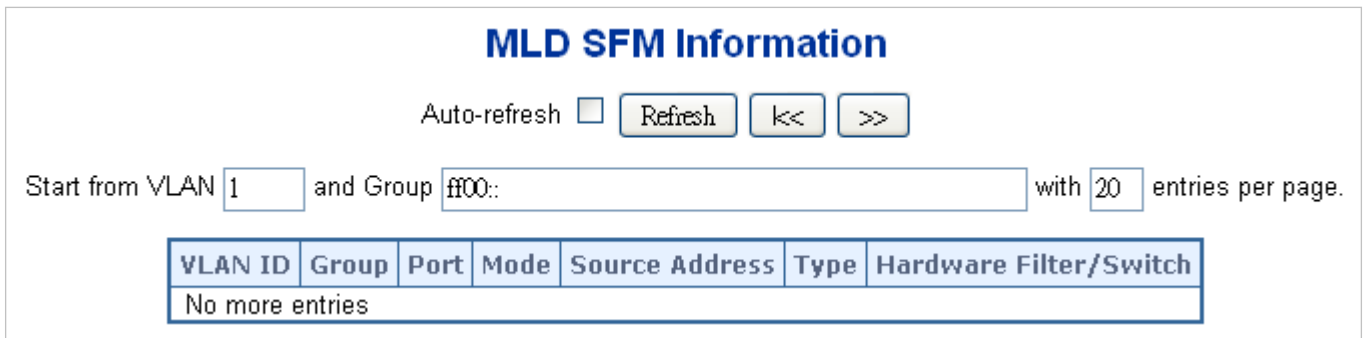 MLD SFM Information
Auto-refresh Refresh |<< >>
Start from VLAN 1 and Group ff00:: with 20 entries per page.
VLAN ID Group Port Mode Source Address Type Hardware Filter/Switch
No more entries